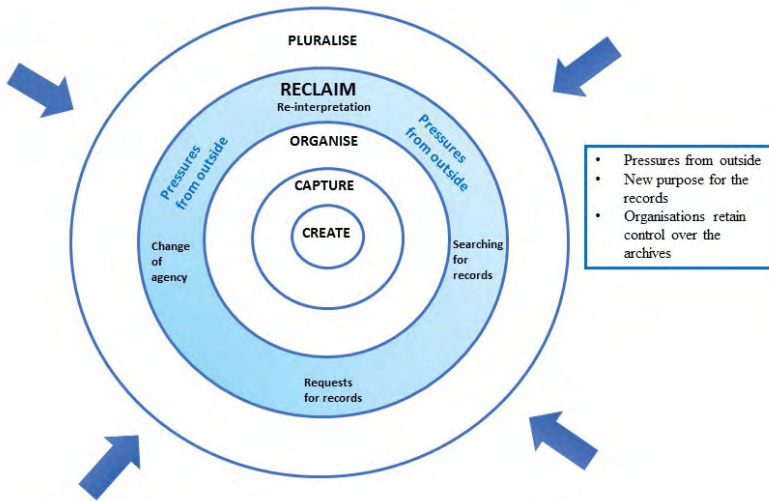 PLURALISE
RECLAIM
Re-interpretation
Pressures
from outside
Pressures
from outside
ORGANISE
CAPTURE
CREATE
Change
of
agency
Searching
for
records
Requests
for records
• Pressures from outside
• New purpose for the
records
• Organisations retain
control over the
archives